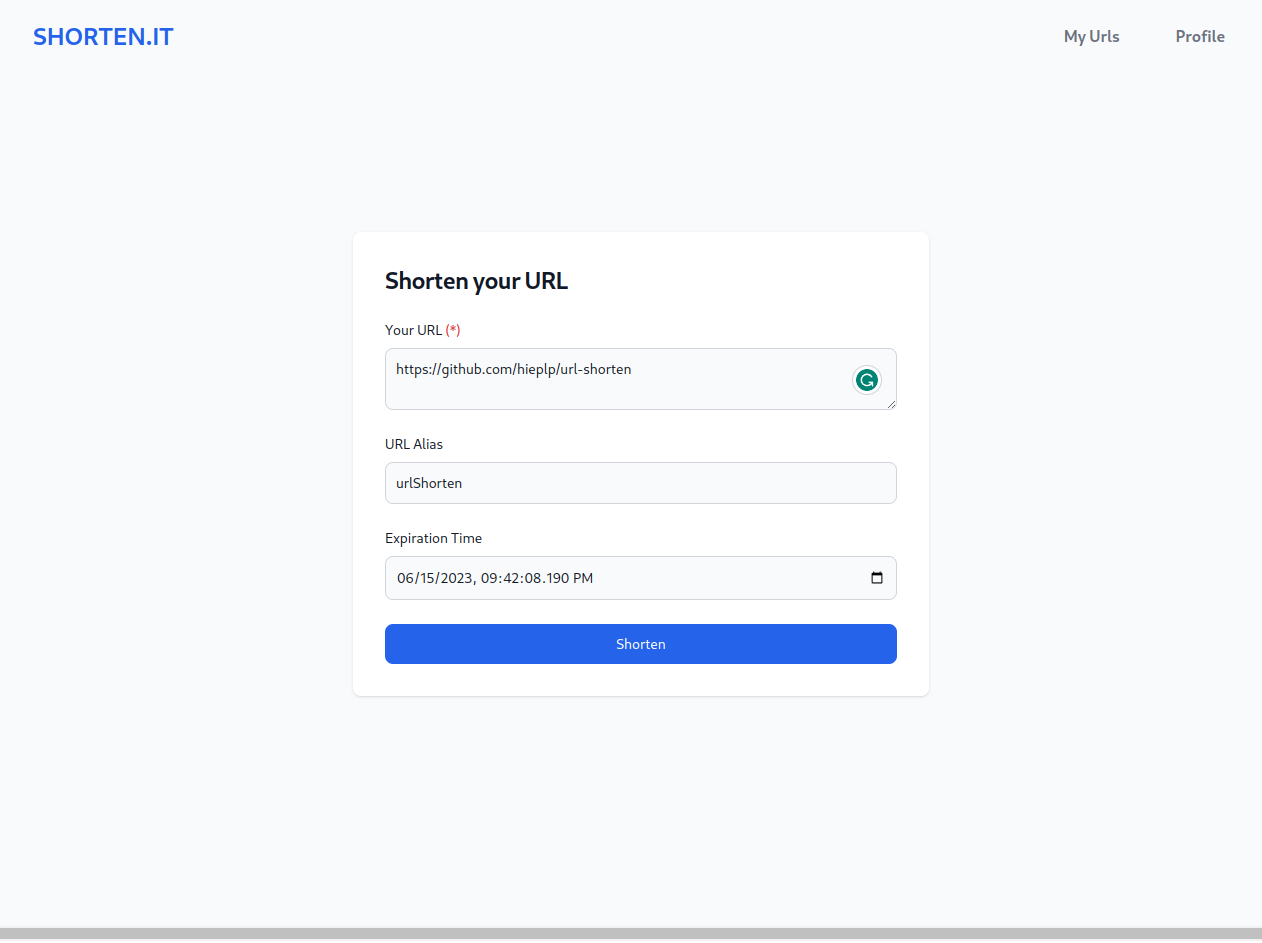 SHORTEN.IT
My Urls
Profile
Shorten your URL
Your URL (*)
https://github.com/hieplp/url-shorten
URL Alias
urlShorten
Expiration Time
06/15/2023, 09:42:08.190 PM
Shorten